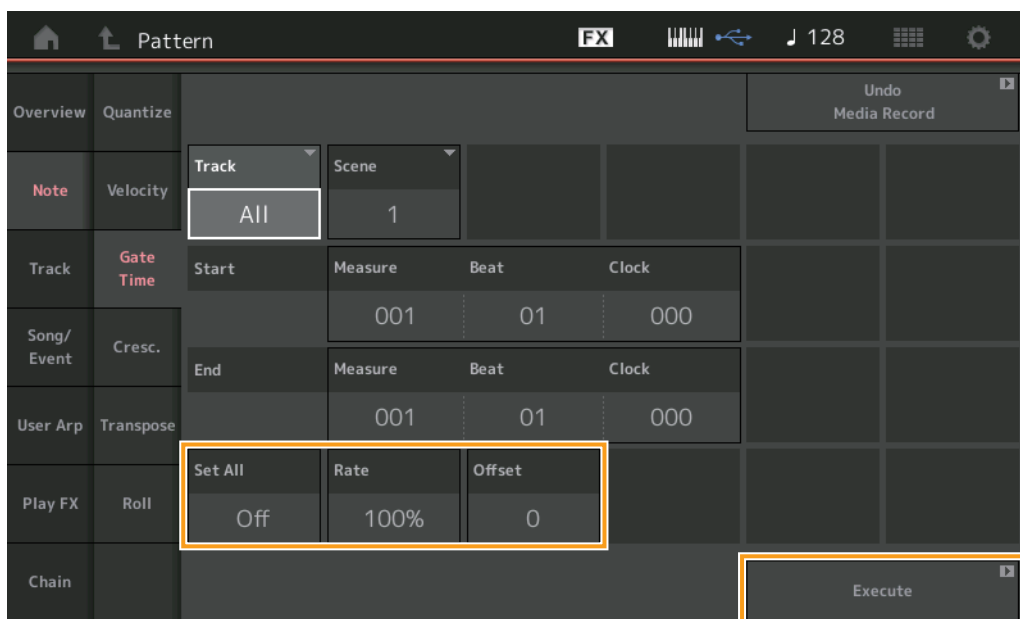 Pattern FX ♩ 128
Undo
Media Record
Overview Quantize
Track Scene
Note Velocity
All 1
Track Gate Time Start Measure Beat Clock
001 01 000
Song/
Event Cresc.
End Measure Beat Clock
001 01 000
User Arp Transpose
Set All Rate Offset
Play FX Roll
Off 100% 0
Chain
Execute